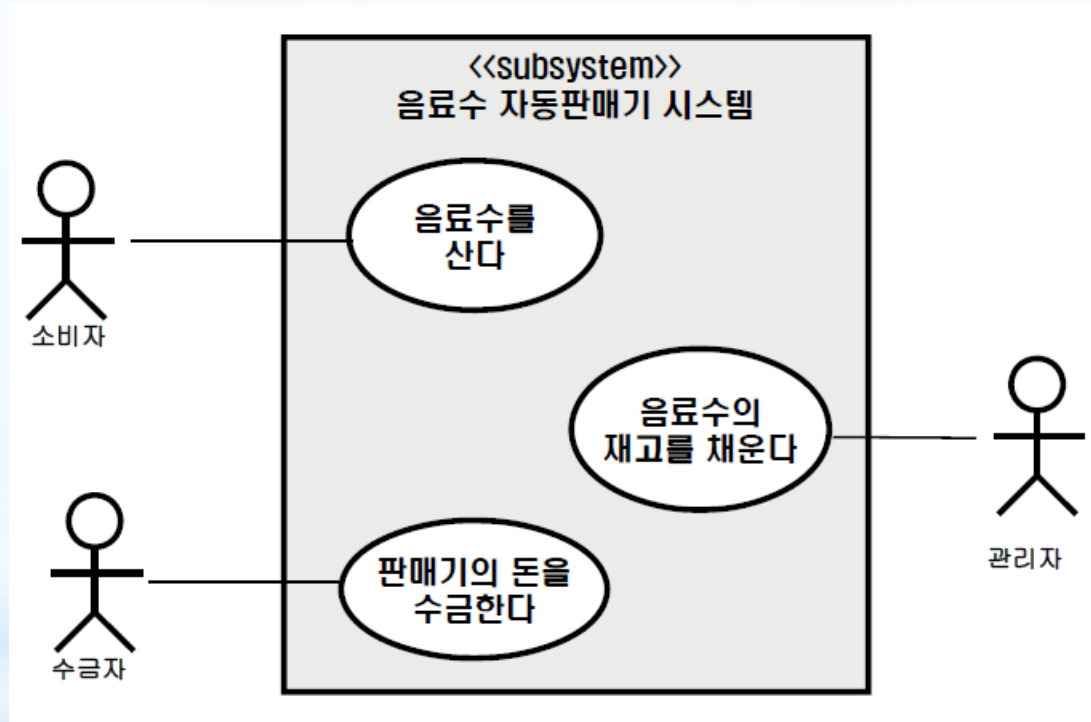 <<subsystem>>
음료수 자동판매기 시스템
음료수를
산다
소비자
음료수의
재고를 채운다
관리자
판매기의 돈을
수금한다
수금자